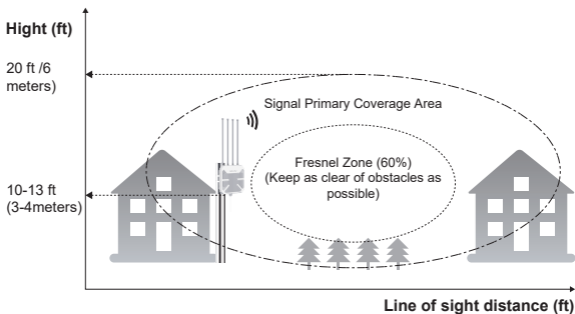 Hight (ft)
20 ft /6
meters)
Signal Primary Coverage Area
Fresnel Zone (60%)
(Keep as clear of obstacles as
possible)
10-13 ft
(3-4meters)
Line of sight distance (ft)